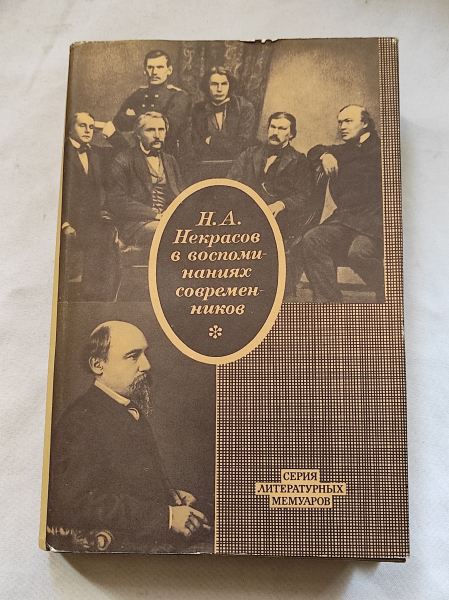 Н. А.
Некрасов
в воспоми-
наниях
современ-
ников
*
СЕРИЯ
ЛИТЕРАТУРНЫХ
МЕМУАРОВ